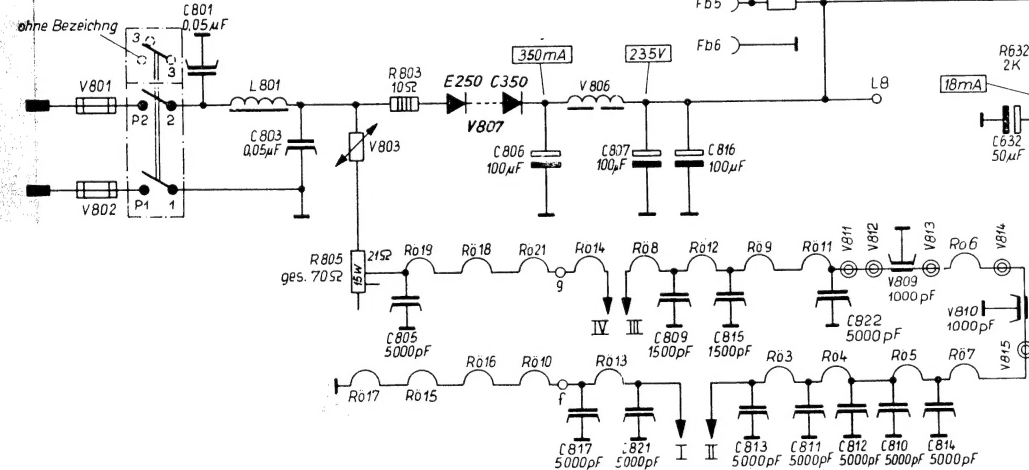 Fb5
ohne Bezeichng
C801
0,05µF
Fb6
350mA
235V
R632
2K
3
3
V801
L801
R803
10Ω
E250 C350
V806
L8
18mA
P2
2
V807
C803
0,05µF
V803
C806
100µF
C807
100µF
C816
100µF
C632
50µF
V802
P1
1
R805
ges. 70Ω
21Ω
15W
Rö19
Rö18
Rö21
Rö14
Rö8
Rö12
Rö9
Rö11
V811
V812
V813
Rö6
V814
g
V809
1000pF
C805
5000pF
IV
III
C809
1500pF
C815
1500pF
C822
5000pF
V810
1000pF
V815
Rö17
Rö15
Rö16
Rö10
Rö13
f
Rö3
Rö4
Rö5
Rö7
C817
5000pF
C821
5000pF
I
II
C813
5000pF
C811
5000pF
C812
5000pF
C810
5000pF
C814
5000pF